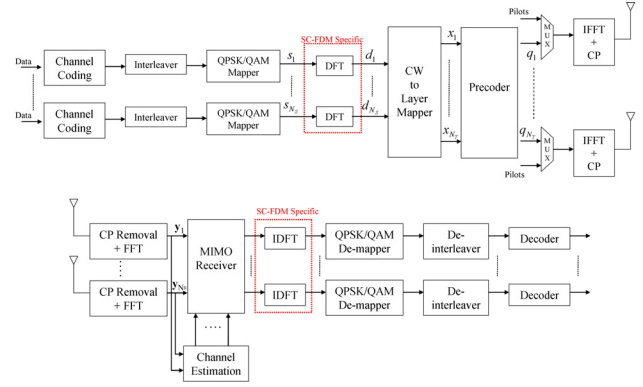 Pilots
SC-FDM Specific
Data
Channel
Coding
Interleaver
QPSK/QAM
Mapper
s1
DFT
d1
CW
to
Layer
Mapper
x1
Precoder
q1
M
U
X
IFFT
+
CP
Data
Channel
Coding
Interleaver
QPSK/QAM
Mapper
sNS
DFT
dNS
xNT
qNT
M
U
X
IFFT
+
CP
Pilots
SC-FDM Specific
CP Removal
+ FFT
y1
MIMO
Receiver
IDFT
QPSK/QAM
De-mapper
De-
interleaver
Decoder
CP Removal
+ FFT
yNR
IDFT
QPSK/QAM
De-mapper
De-
interleaver
Decoder
Channel
Estimation